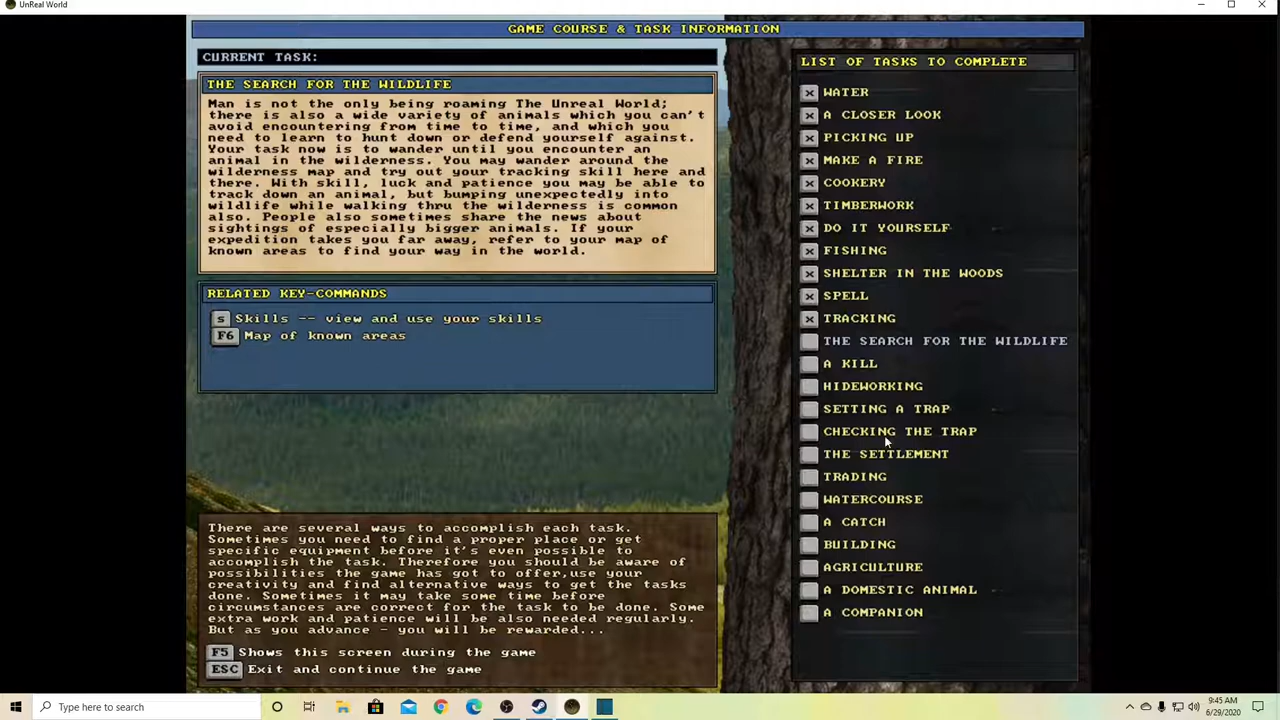 UnReal World
GAME COURSE & TASK INFORMATION
CURRENT TASK:
THE SEARCH FOR THE WILDLIFE
Man is not the only being roaming The Unreal World;
there is also a wide variety of animals which you can't
avoid encountering from time to time, and which you
need to learn to hunt down or defend yourself against.
Your task now is to wander until you encounter an
animal in the wilderness. You may wander around the
wilderness map and try out your tracking skill here and
there. With skill, luck and patience you may be able to
track down an animal, but bumping unexpectedly into
wildlife while walking thru the wilderness is common
also. People also sometimes share the news about
sightings of especially bigger animals. If your
expedition takes you far away, refer to your map of
known areas to find your way in the world.
RELATED KEY-COMMANDS
s Skills -- view and use your skills
F6 Map of known areas
There are several ways to accomplish each task.
Sometimes you need to find a proper place or get
specific equipment before it's even possible to
accomplish the task. Therefore you should be aware of
possibilities the game has got to offer,use your
creativity and find alternative ways to get the tasks
done. Sometimes it may take some time before
circumstances are correct for the task to be done. Some
extra work and patience will be also needed regularly.
But as you advance - you will be rewarded...
F5 Shows this screen during the game
ESC Exit and continue the game
LIST OF TASKS TO COMPLETE
x WATER
x A CLOSER LOOK
x PICKING UP
x MAKE A FIRE
x COOKERY
x TIMBERWORK
x DO IT YOURSELF
x FISHING
x SHELTER IN THE WOODS
x SPELL
x TRACKING
THE SEARCH FOR THE WILDLIFE
A KILL
HIDEWORKING
SETTING A TRAP
CHECKING THE TRAP
THE SETTLEMENT
TRADING
WATERCOURSE
A CATCH
BUILDING
AGRICULTURE
A DOMESTIC ANIMAL
A COMPANION
Type here to search
9:45 AM
6/29/2020